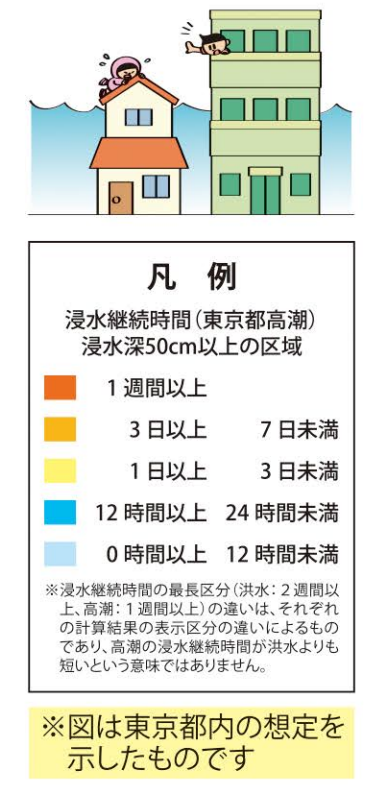 凡 例
浸水継続時間（東京都高潮）
浸水深50cm以上の区域
1 週間以上
3 日以上 7 日未満
1 日以上 3 日未満
12 時間以上 24 時間未満
0 時間以上 12 時間未満
※浸水継続時間の最長区分（洪水：２週間以
上、高潮：１週間以上）の違いは、それぞれ
の計算結果の表示区分の違いによるもの
であり、高潮の浸水継続時間が洪水よりも
短いという意味ではありません。
※図は東京都内の想定を
示したものです